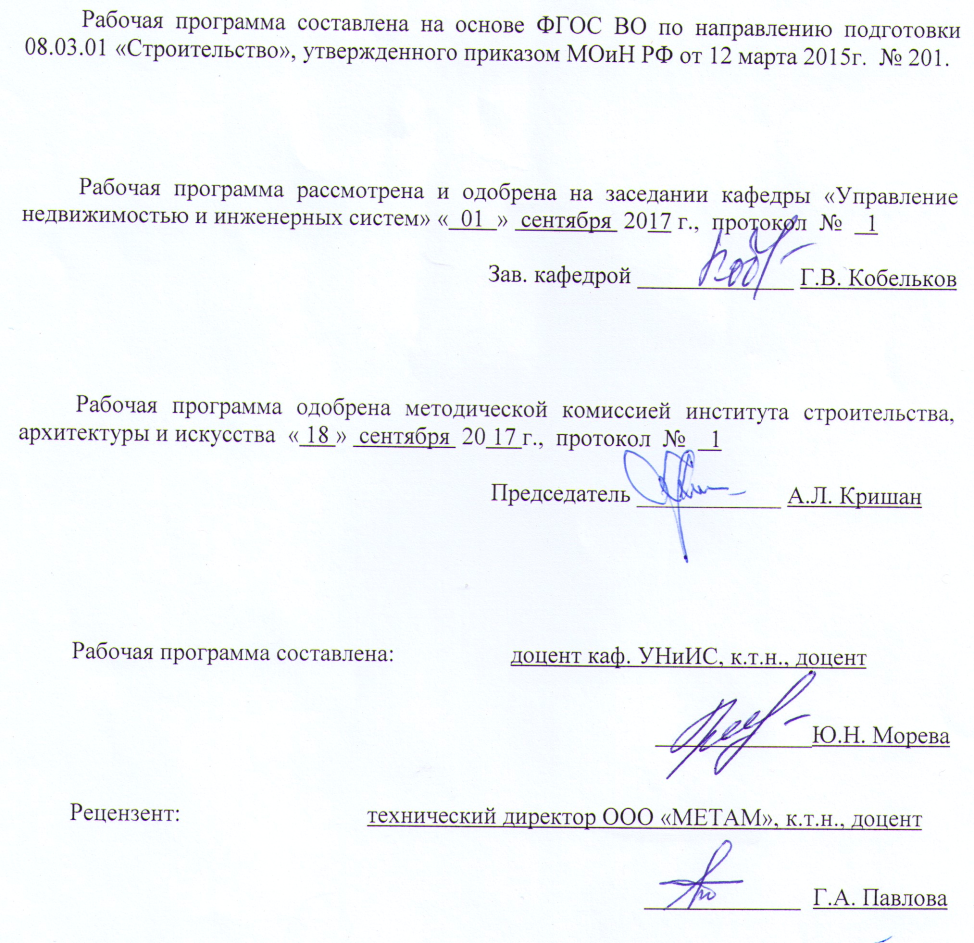 Рабочая программа составлена на основе ФГОС ВО по направлению подготовки
08.03.01 «Строительство», утвержденного приказом МОиН РФ от 12 марта 2015г. № 201.
Рабочая программа рассмотрена и одобрена на заседании кафедры «Управление
недвижимостью и инженерных систем» « 01 » сентября 2017 г., протокол № 1
Зав. кафедрой ______________ Г.В. Кобельков
Рабочая программа одобрена методической комиссией института строительства,
архитектуры и искусства « 18 » сентября 20 17 г., протокол № 1
Председатель _____________ А.Л. Кришан
Рабочая программа составлена: доцент каф. УНиИС, к.т.н., доцент
______________Ю.Н. Морева
Рецензент: технический директор ООО «МЕТАМ», к.т.н., доцент
______________ Г.А. Павлова